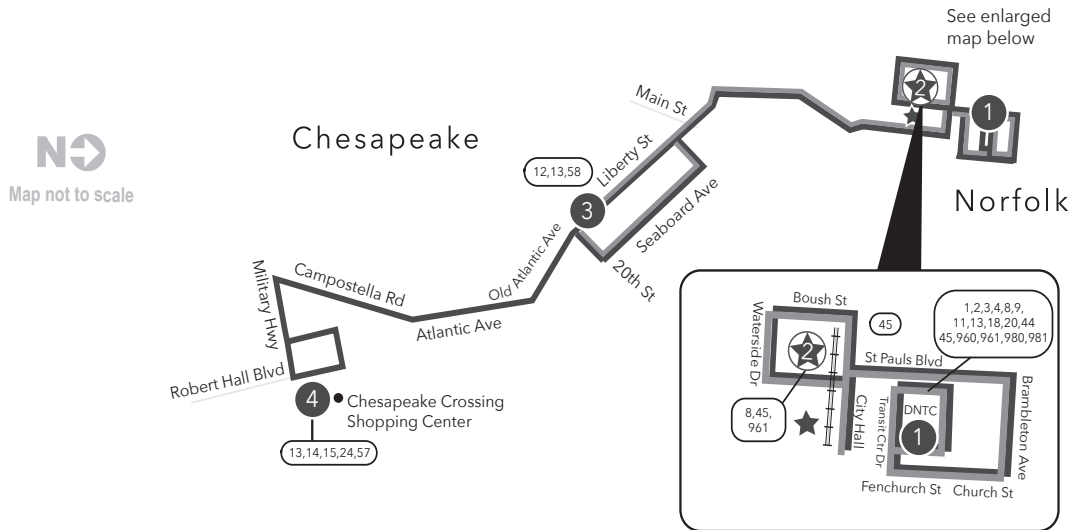 See enlarged
map below
2
1
Main St
Chesapeake
N
Map not to scale
12,13,58
Liberty St
3
Seaboard Ave
Norfolk
Old Atlantic Ave
20th St
Military Hwy
Campostella Rd
Atlantic Ave
Robert Hall Blvd
4
Chesapeake Crossing
Shopping Center
13,14,15,24,57
Boush St
45
1,2,3,4,8,9,
11,13,18,20,44
45,960,961,980,981
Waterside Dr
2
St Pauls Blvd
8,45,
961
City Hall
Transit Ctr Dr
DNTC
1
Brambleton Ave
Fenchurch St
Church St